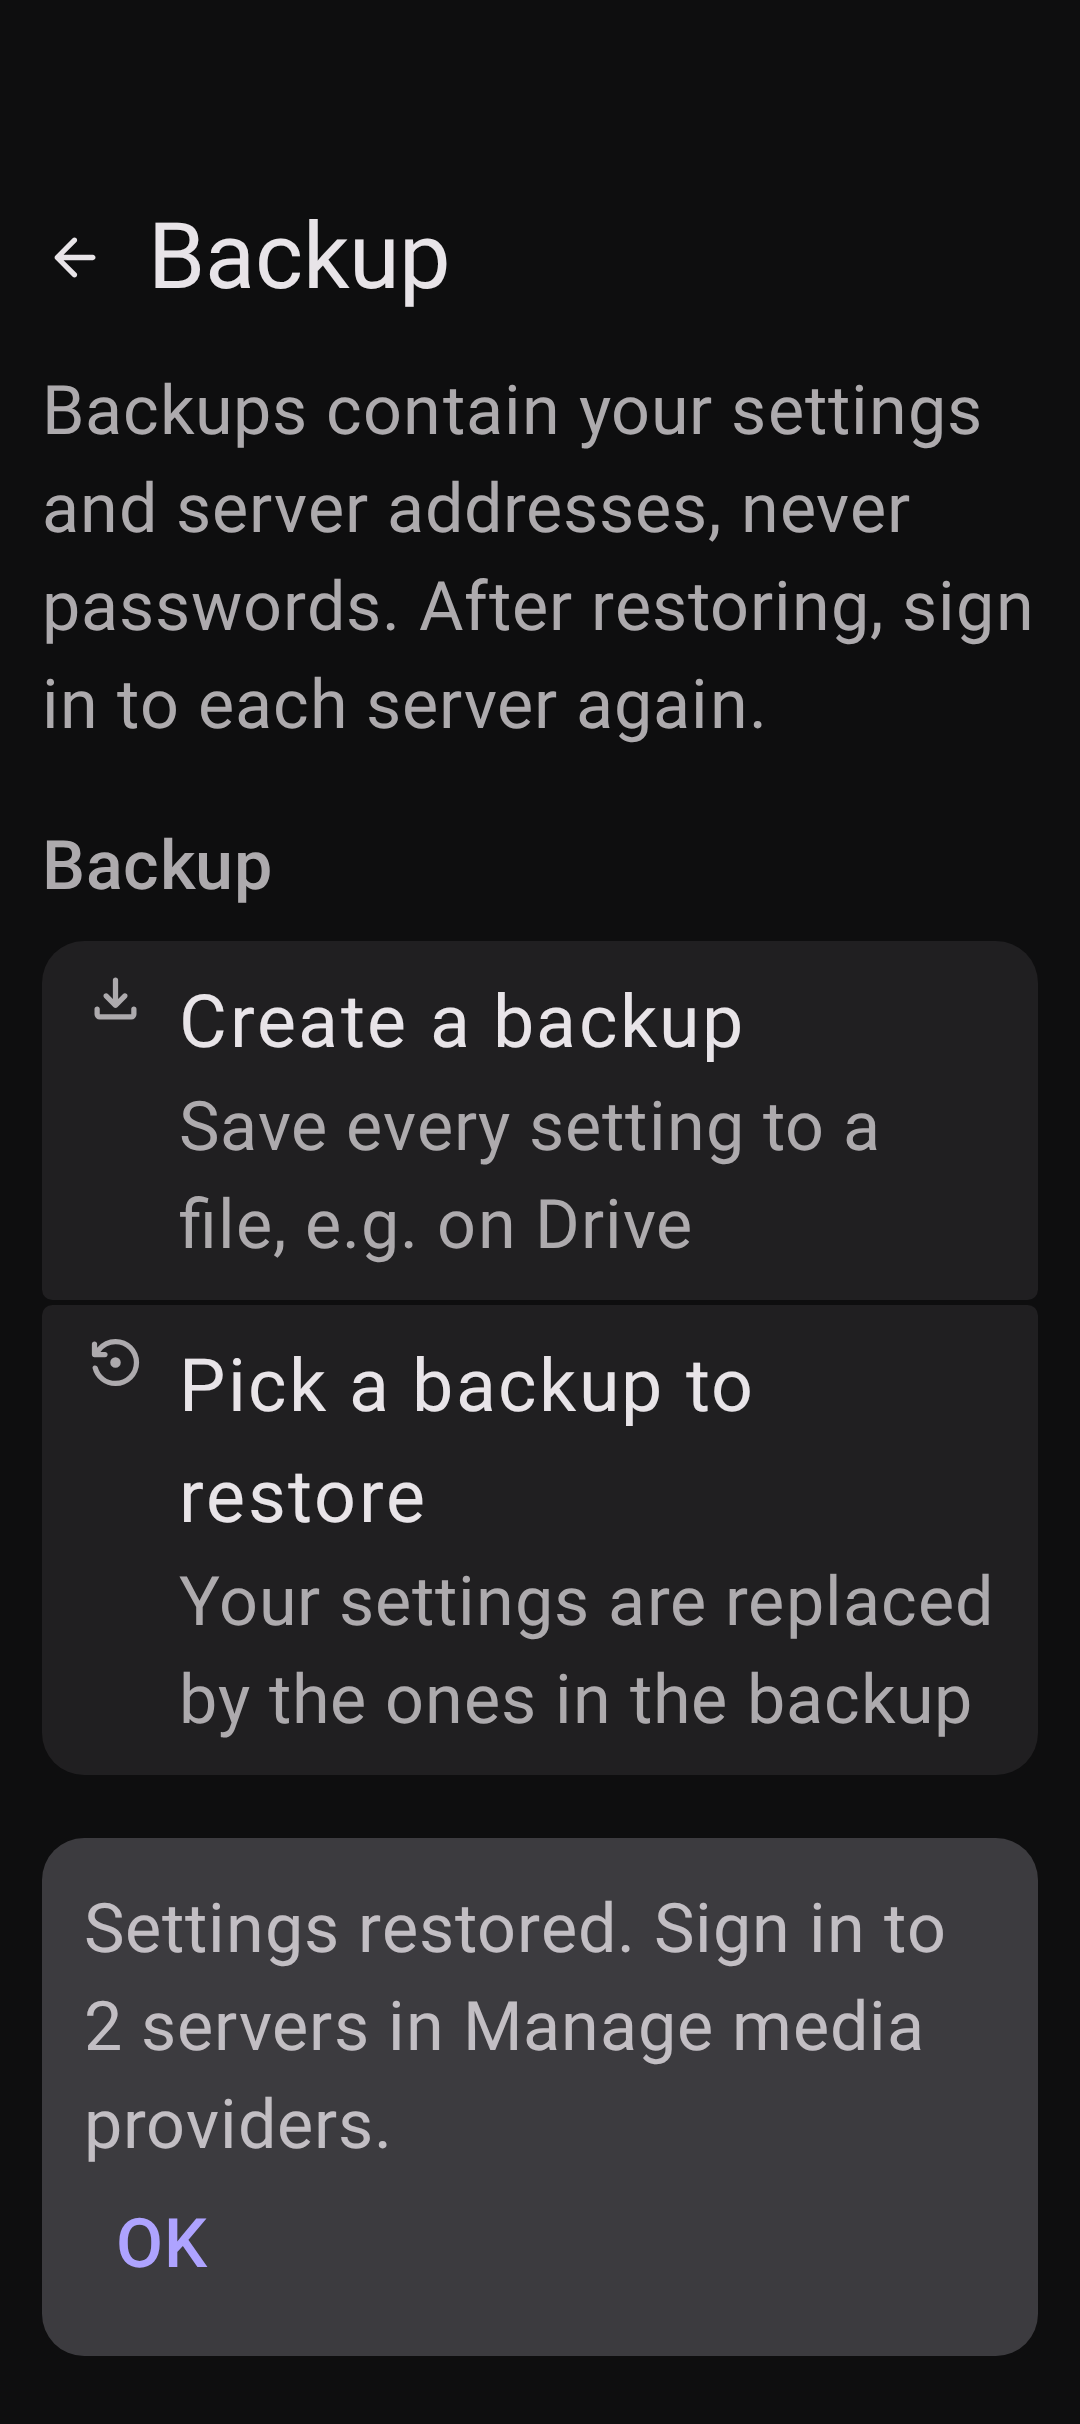 Backup
Backups contain your settings
and server addresses, never
passwords. After restoring, sign
in to each server again.
Backup
Create a backup
Save every setting to a
file, e.g. on Drive
Pick a backup to
restore
Your settings are replaced
by the ones in the backup
Settings restored. Sign in to
2 servers in Manage media
providers.
OK